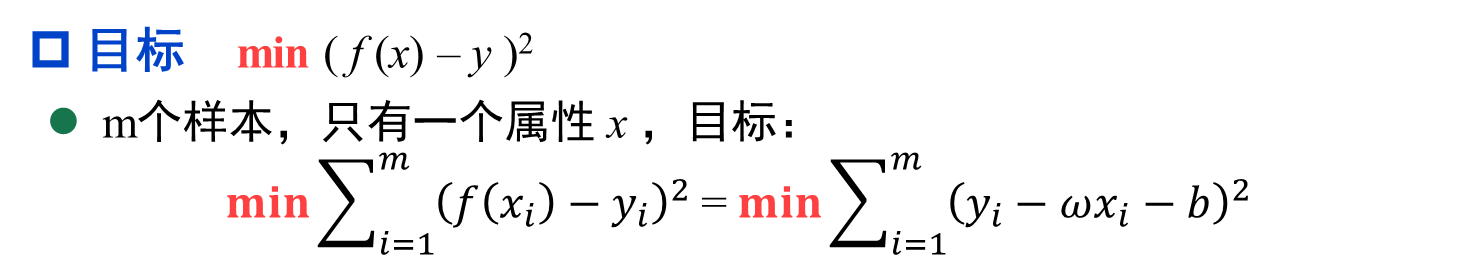 目标 min (f(x) – y)²
m个样本，只有一个属性 x ，目标：
min ∑_{i=1}^{m} (f(x_i) − y_i)² = min ∑_{i=1}^{m} (y_i − ωx_i − b)²